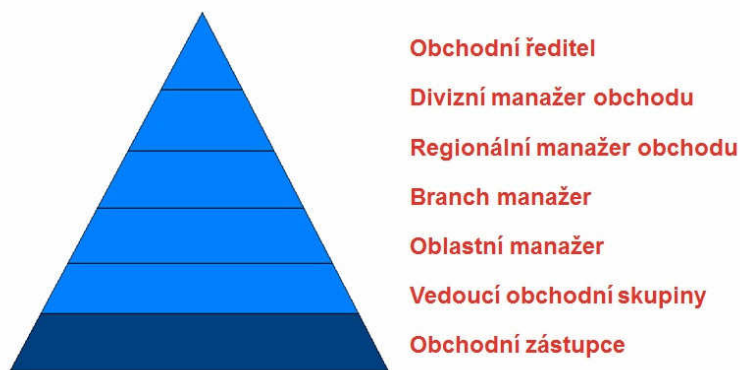 Obchodní ředitel
Divizní manažer obchodu
Regionální manažer obchodu
Branch manažer
Oblastní manažer
Vedoucí obchodní skupiny
Obchodní zástupce